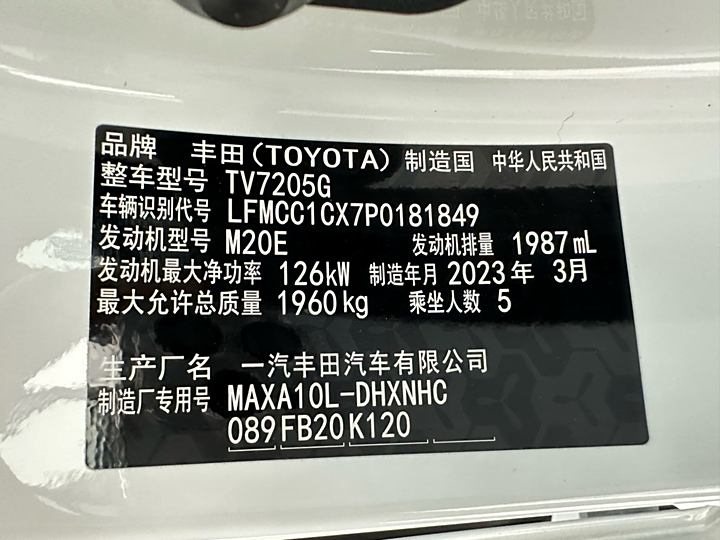 品牌 丰田(TOYOTA) 制造国 中华人民共和国
整车型号 TV7205G
车辆识别代号 LFMCC1CX7P0181849
发动机型号 M20E 发动机排量 1987mL
发动机最大净功率 126kW 制造年月 2023年 3月
最大允许总质量 1960kg 乘坐人数 5
生产厂名 一汽丰田汽车有限公司
制造厂专用号 MAXA10L-DHXNHC
089 FB20 K120